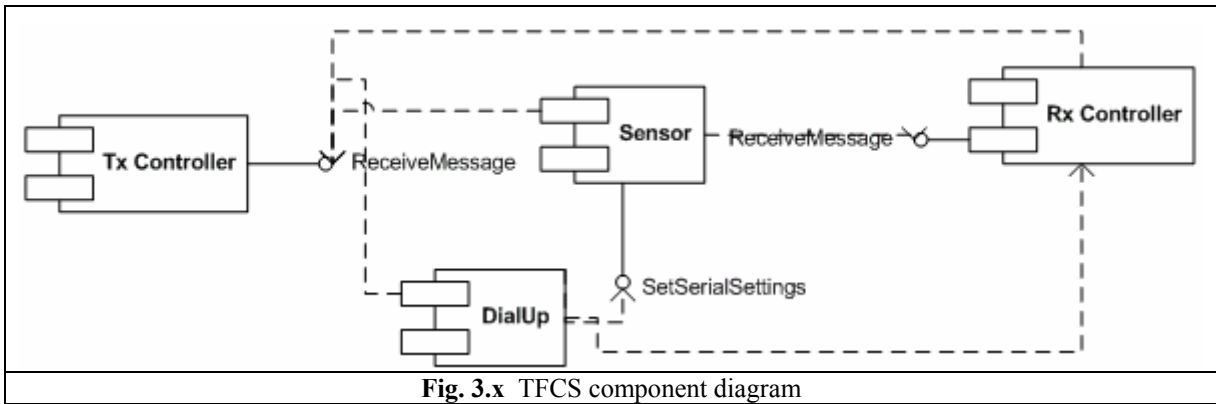 Tx Controller
ReceiveMessage
Sensor
ReceiveMessage
Rx Controller
SetSerialSettings
DialUp
Fig. 3.x TFCS component diagram